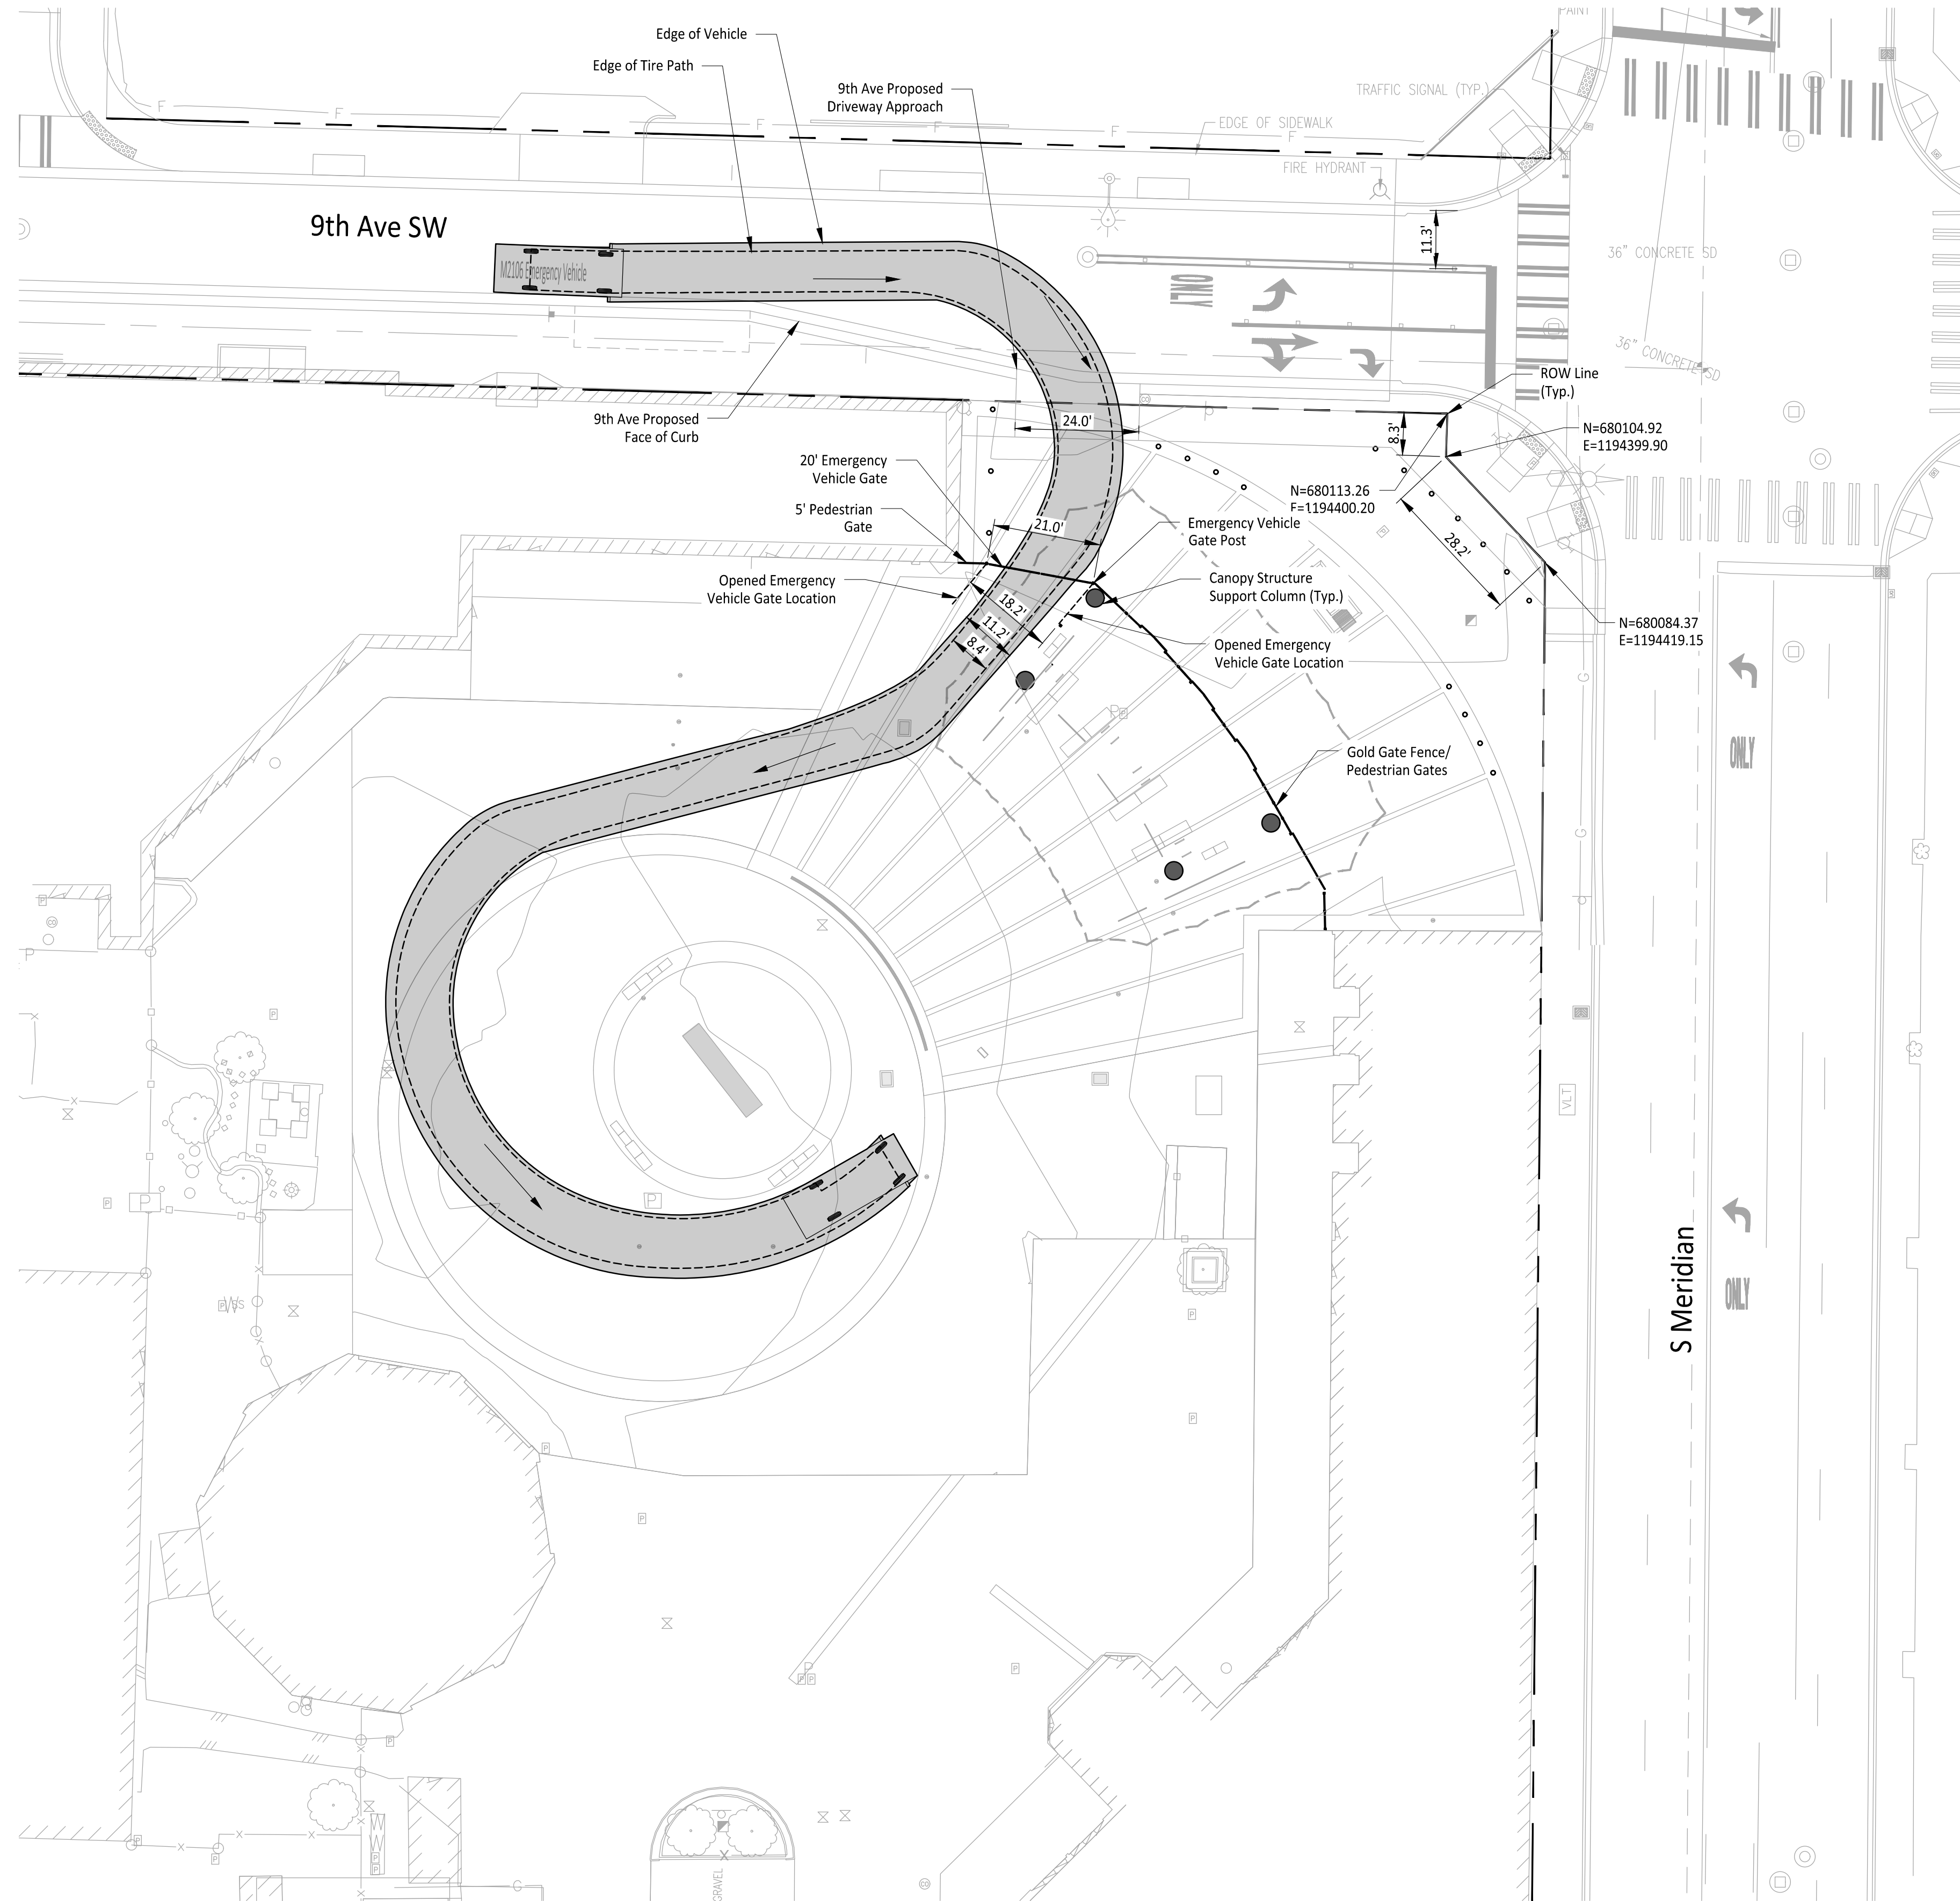 PAINT
Edge of Vehicle
Edge of Tire Path
9th Ave Proposed
Driveway Approach
TRAFFIC SIGNAL (TYP.)
EDGE OF SIDEWALK
FIRE HYDRANT
F
F
F
F
F
F
9th Ave SW
11.3'
36" CONCRETE SD
36" CONCRETE SD
M2106 Emergency Vehicle
ONLY
ROW Line
(Typ.)
9th Ave Proposed
Face of Curb
24.0'
8.3'
N=680104.92
E=1194399.90
20' Emergency
Vehicle Gate
N=680113.26
E=1194400.20
5' Pedestrian
Gate
21.0'
Emergency Vehicle
Gate Post
28.2'
Opened Emergency
Vehicle Gate Location
Canopy Structure
Support Column (Typ.)
18.2'
11.2'
8.4'
N=680084.37
E=1194419.15
Opened Emergency
Vehicle Gate Location
G
ONLY
Gold Gate Fence/
Pedestrian Gates
G
P
P
P
VLT
P
P
S Meridian
ONLY
P
P
P
P
P
P
P
GRAVEL
G